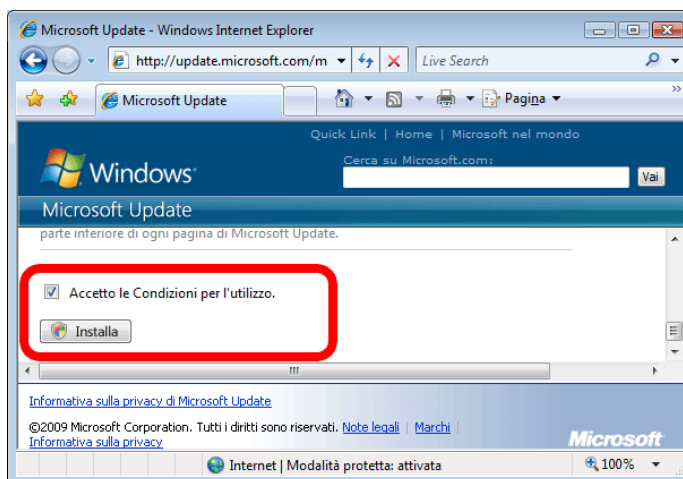 Microsoft Update - Windows Internet Explorer
http://update.microsoft.com/m
Live Search
Microsoft Update
Pagina
Quick Link | Home | Microsoft nel mondo
Cerca su Microsoft.com:
Windows
Vai
Microsoft Update
parte inferiore di ogni pagina di Microsoft Update.
Accetto le Condizioni per l'utilizzo.
Installa
Informativa sulla privacy di Microsoft Update
©2009 Microsoft Corporation. Tutti i diritti sono riservati. Note legali | Marchi |
Informativa sulla privacy
Microsoft
Internet | Modalità protetta: attivata
100%